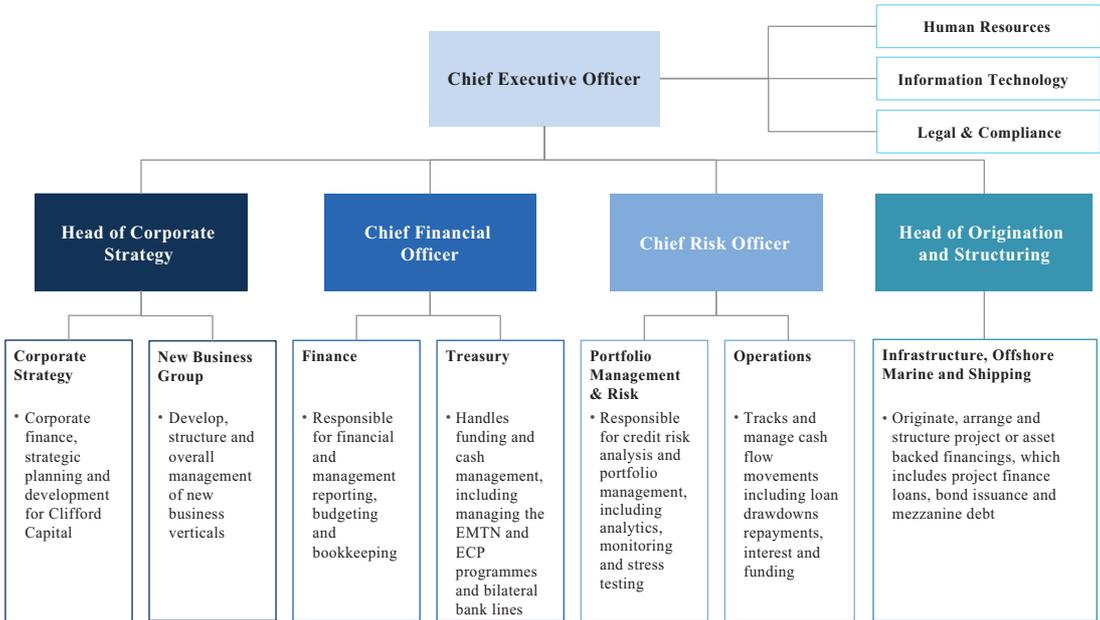 Human Resources
Chief Executive Officer
Information Technology
Legal & Compliance
Head of Corporate
Strategy
Chief Financial
Officer
Chief Risk Officer
Head of Origination
and Structuring
Corporate
Strategy
• Corporate
finance,
strategic
planning and
development
for Clifford
Capital
New Business
Group
• Develop,
structure and
overall
management
of new
business
verticals
Finance
• Responsible
for financial
and
management
reporting,
budgeting
and
bookkeeping
Treasury
• Handles
funding and
cash
management,
including
managing the
EMTN and
ECP
programmes
and bilateral
bank lines
Portfolio
Management
& Risk
• Responsible
for credit risk
analysis and
portfolio
management,
including
analytics,
monitoring
and stress
testing
Operations
• Tracks and
manage cash
flow
movements
including loan
drawdowns
repayments,
interest and
funding
Infrastructure, Offshore
Marine and Shipping
• Originate, arrange and
structure project or asset
backed financings, which
includes project finance
loans, bond issuance and
mezzanine debt